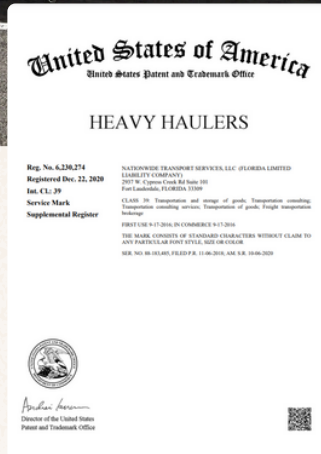 United States of America
United States Patent and Trademark Office
HEAVY HAULERS
Reg. No. 6,230,274
Registered Dec. 22, 2020
Int. Cl.: 39
Service Mark
Supplemental Register
NATIONWIDE TRANSPORT SERVICES, LLC (FLORIDA LIMITED
LIABILITY COMPANY)
2937 W. Cypress Creek Rd Suite 101
Fort Lauderdale, FLORIDA 33309
CLASS 39: Transportation and storage of goods; Transportation consulting;
Transportation consulting services; Transportation of goods; Freight transportation
brokerage
FIRST USE 9-17-2016; IN COMMERCE 9-17-2016
THE MARK CONSISTS OF STANDARD CHARACTERS WITHOUT CLAIM TO
ANY PARTICULAR FONT STYLE, SIZE OR COLOR
SER. NO. 88-183,405, FILED P.R. 11-06-2018; AM. S.R. 10-06-2020
Director of the United States
Patent and Trademark Office